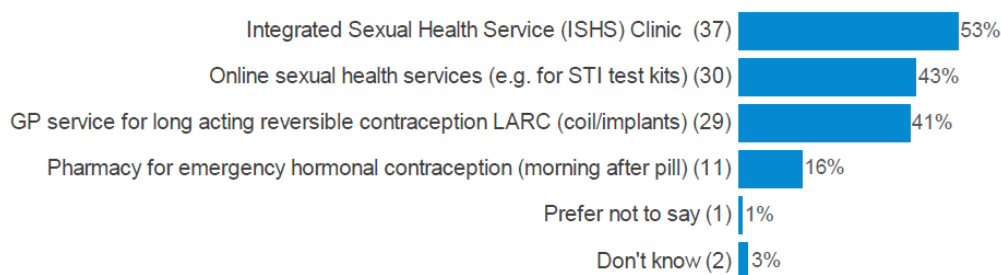 Integrated Sexual Health Service (ISHS) Clinic (37) 53%
Online sexual health services (e.g. for STI test kits) (30) 43%
GP service for long acting reversible contraception LARC (coil/implants) (29) 41%
Pharmacy for emergency hormonal contraception (morning after pill) (11) 16%
Prefer not to say (1) 1%
Don't know (2) 3%